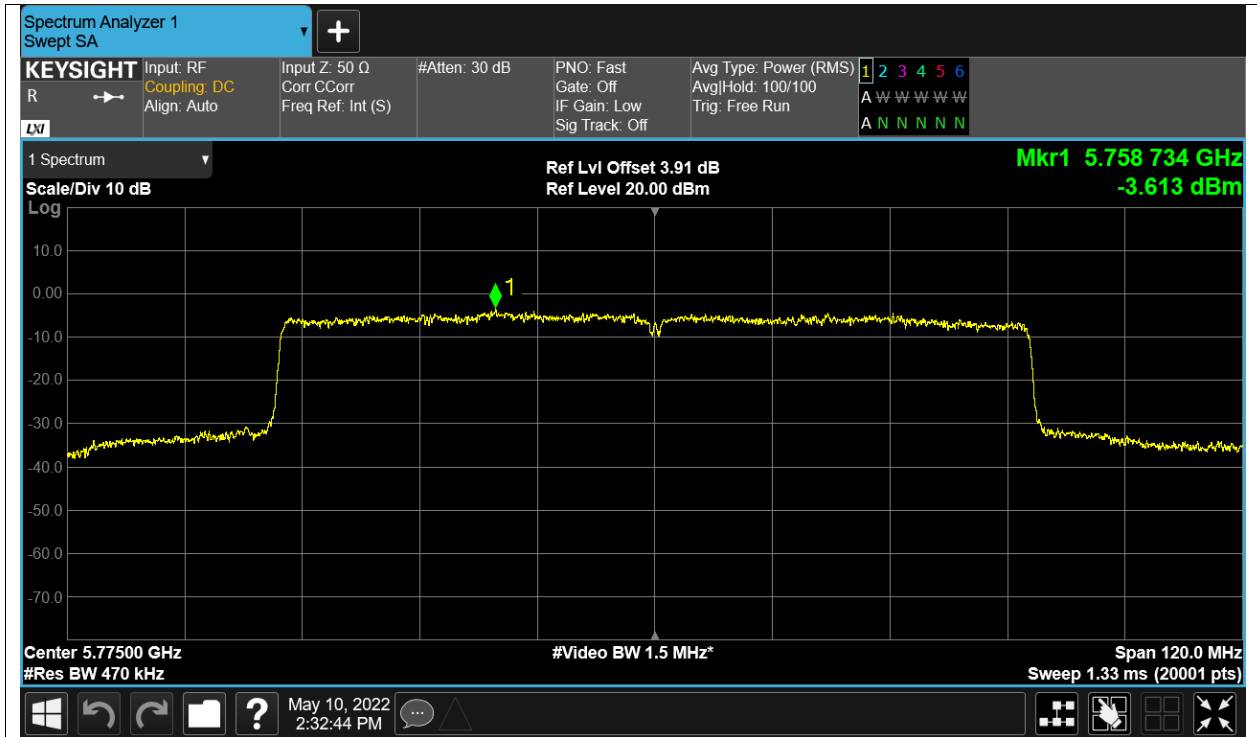 Spectrum Analyzer 1
Swept SA
+
KEYSIGHT
R
LXI
Input: RF
Coupling: DC
Align: Auto
Input Z: 50 Ω
Corr CCorr
Freq Ref: Int (S)
#Atten: 30 dB
PNO: Fast
Gate: Off
IF Gain: Low
Sig Track: Off
Avg Type: Power (RMS)
Avg|Hold: 100/100
Trig: Free Run
1 2 3 4 5 6
A W W W W W
A N N N N N
1 Spectrum
Scale/Div 10 dB
Log
Ref Lvl Offset 3.91 dB
Ref Level 20.00 dBm
Mkr1 5.758 734 GHz
-3.613 dBm
10.0
0.00
-10.0
-20.0
-30.0
-40.0
-50.0
-60.0
-70.0
1
Center 5.77500 GHz
#Res BW 470 kHz
#Video BW 1.5 MHz*
Span 120.0 MHz
Sweep 1.33 ms (20001 pts)
?
May 10, 2022
2:32:44 PM